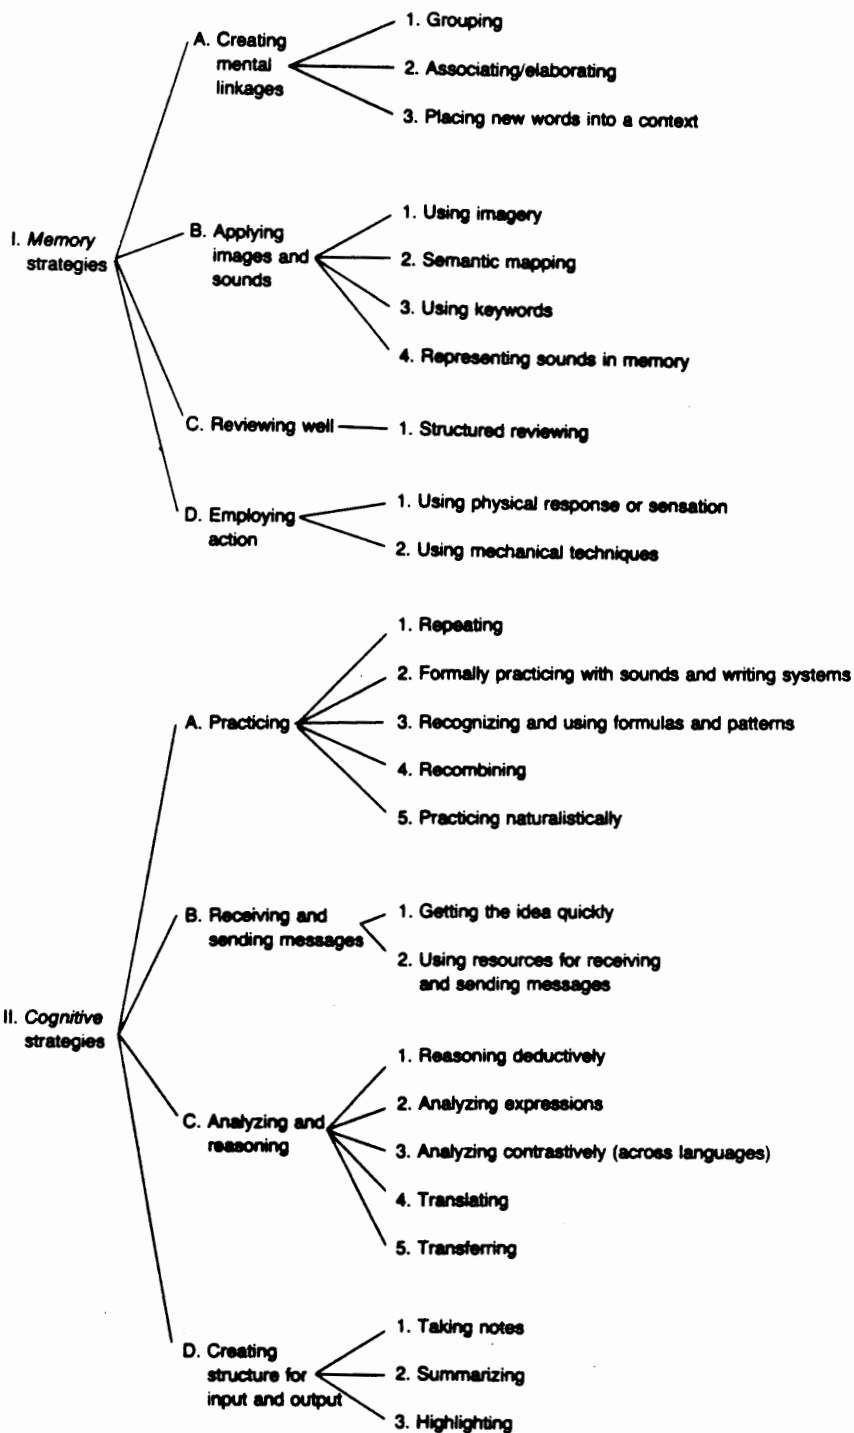 I. Memory
strategies
A. Creating
mental
linkages
1. Grouping
2. Associating/elaborating
3. Placing new words into a context
B. Applying
images and
sounds
1. Using imagery
2. Semantic mapping
3. Using keywords
4. Representing sounds in memory
C. Reviewing well
1. Structured reviewing
D. Employing
action
1. Using physical response or sensation
2. Using mechanical techniques
II. Cognitive
strategies
A. Practicing
1. Repeating
2. Formally practicing with sounds and writing systems
3. Recognizing and using formulas and patterns
4. Recombining
5. Practicing naturalistically
B. Receiving and
sending messages
1. Getting the idea quickly
2. Using resources for receiving
and sending messages
C. Analyzing and
reasoning
1. Reasoning deductively
2. Analyzing expressions
3. Analyzing contrastively (across languages)
4. Translating
5. Transferring
D. Creating
structure for
input and output
1. Taking notes
2. Summarizing
3. Highlighting